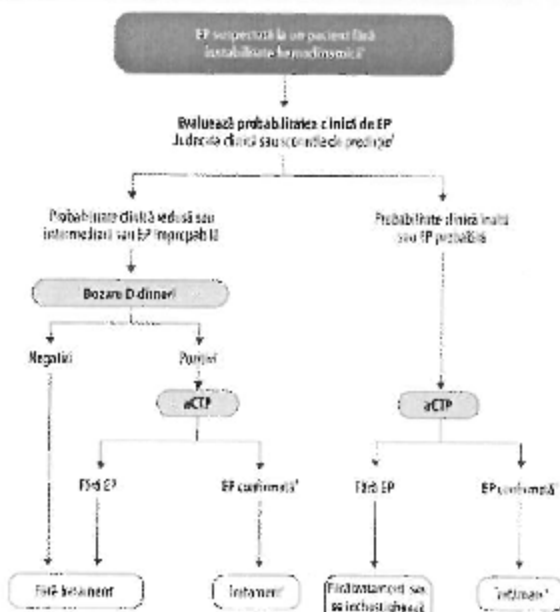 EP suspectată la un pacient fără
instabilitate hemodinamică
Evaluează probabilitatea clinică de EP
Judecata clinică sau scorurile de predicție
Probabilitate clinică redusă sau
intermediară sau EP improbabilă
Probabilitate clinică înaltă
sau EP probabilă
Dozare D-dimeri
Negativi
Pozitivi
aCTP
aCTP
Fără EP
EP confirmată
Fără EP
EP confirmată
Fără tratament
Tratament
Fără tratament sau
se investighează
Tratament